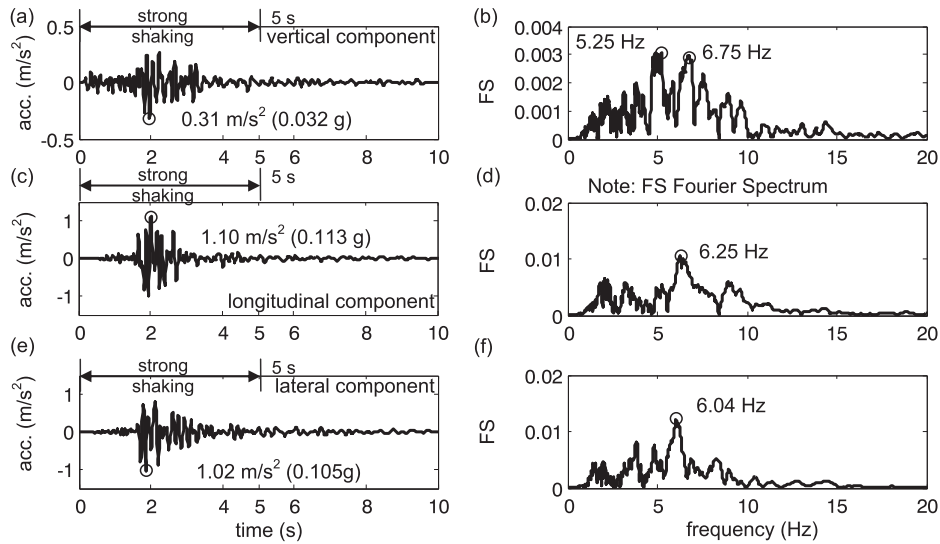 (a)
strong
shaking
5 s
vertical component
0.5
0
-0.5
acc. (m/s²)
0.31 m/s² (0.032 g)
0 2 4 5 6 8 10
(b)
0.004
0.003
0.002
0.001
0
FS
5.25 Hz
6.75 Hz
0 5 10 15 20
(c)
strong
shaking
5 s
1
0
-1
acc. (m/s²)
1.10 m/s² (0.113 g)
longitudinal component
0 2 4 5 6 8 10
(d)
Note: FS Fourier Spectrum
0.02
0.01
0
FS
6.25 Hz
0 5 10 15 20
(e)
strong
shaking
5 s
lateral component
1
0
-1
acc. (m/s²)
1.02 m/s² (0.105g)
0 2 4 5 6 8 10
time (s)
(f)
0.02
0.01
0
FS
6.04 Hz
0 5 10 15 20
frequency (Hz)